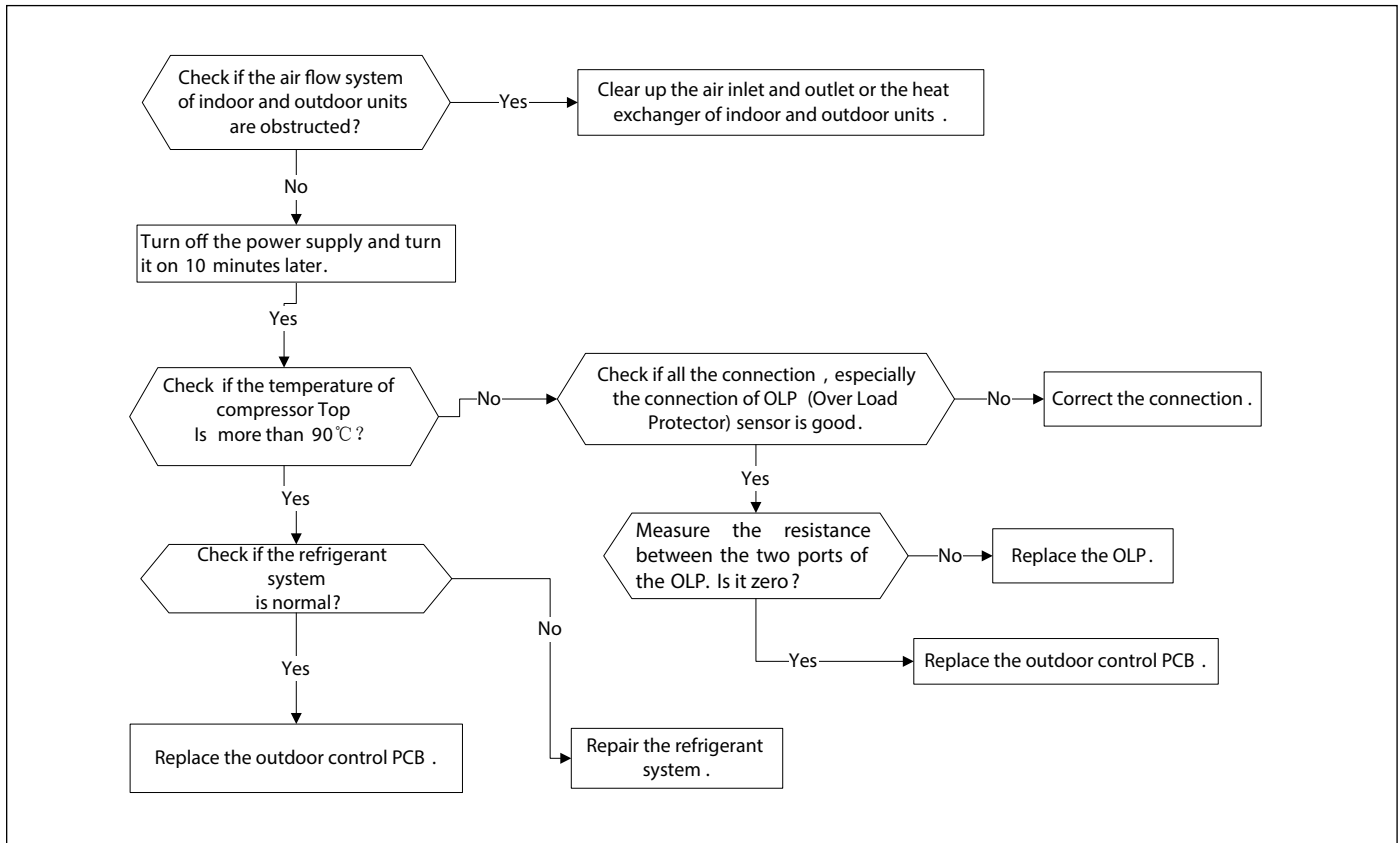 Check if the air flow system
of indoor and outdoor units
are obstructed?
Yes
Clear up the air inlet and outlet or the heat
exchanger of indoor and outdoor units .
No
Turn off the power supply and turn
it on 10 minutes later.
Yes
Check if the temperature of
compressor Top
Is more than 90℃?
No
Check if all the connection , especially
the connection of OLP (Over Load
Protector) sensor is good.
No
Correct the connection .
Yes
Yes
Measure the resistance
between the two ports of
the OLP. Is it zero?
No
Replace the OLP.
Check if the refrigerant
system
is normal?
No
Yes
Replace the outdoor control PCB .
Yes
Replace the outdoor control PCB .
Repair the refrigerant
system .